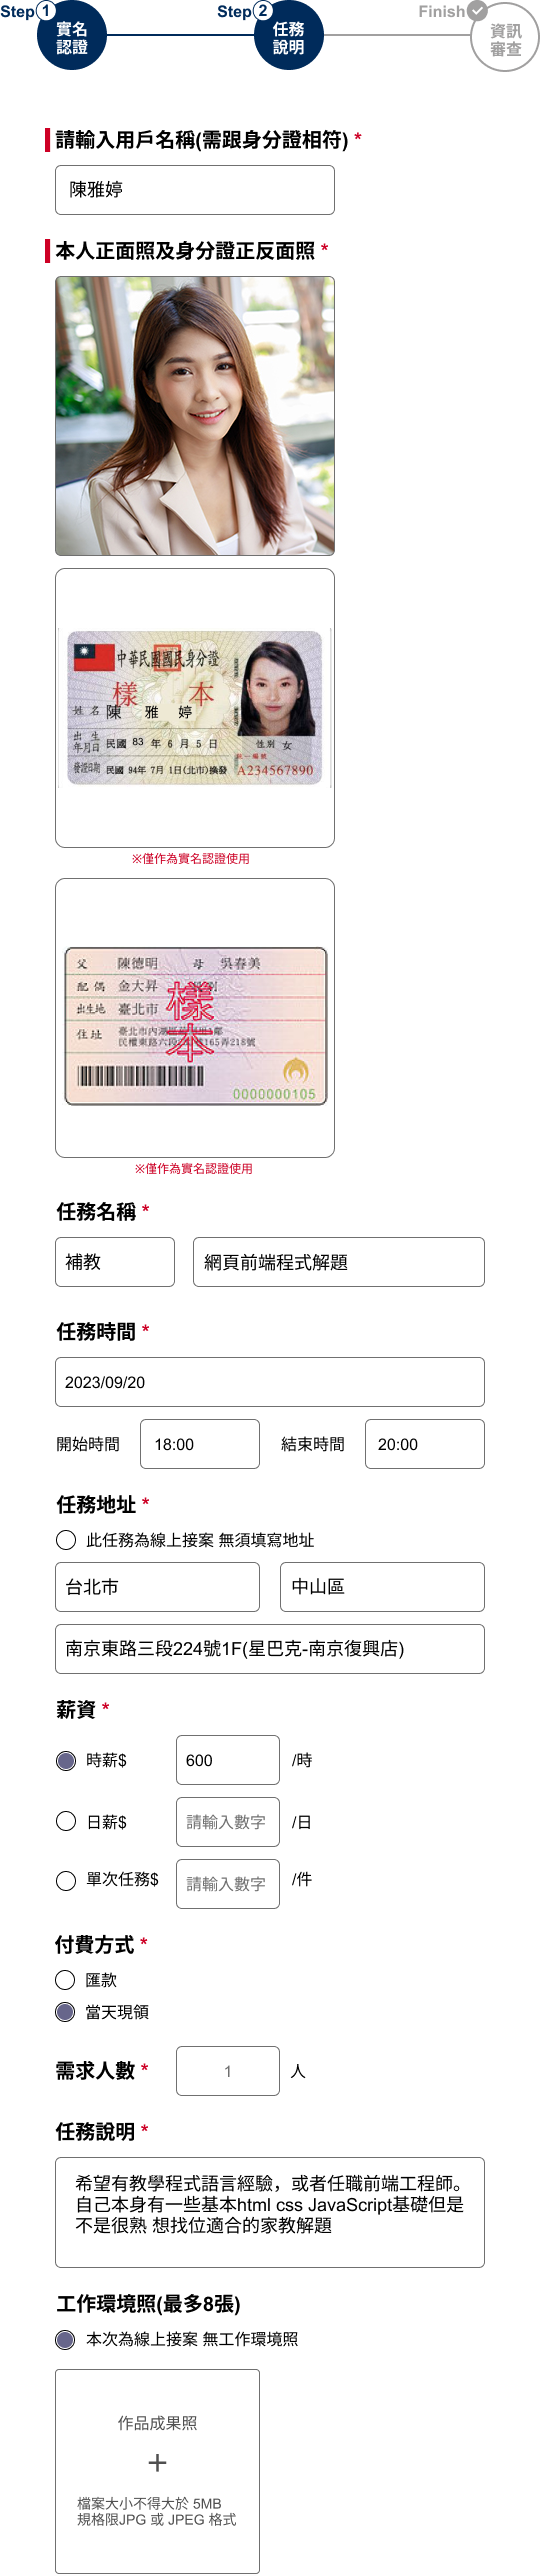 Step 1
實名
認證
Step 2
任務
說明
Finish
資訊
審查
請輸入用戶名稱(需跟身分證相符) *
陳雅婷
本人正面照及身分證正反面照 *
中華民國國民身分證
樣本
姓名 陳雅婷
出生年月日 民國 83 年 6 月 5 日
性別 女
發證日期 民國 94年 7月 1日(北市)換發
統一編號
A234567890
※僅作為實名認證使用
父 陳德明 母 吳春美
配偶 金大昇
出生地 臺北市
住址 臺北市內湖
民權東路六段 165弄218號
樣本
0000000105
※僅作為實名認證使用
任務名稱 *
補教 網頁前端程式解題
任務時間 *
2023/09/20
開始時間 18:00 結束時間 20:00
任務地址 *
此任務為線上接案 無須填寫地址
台北市 中山區
南京東路三段224號1F(星巴克-南京復興店)
薪資 *
時薪$ 600 /時
日薪$ 請輸入數字 /日
單次任務$ 請輸入數字 /件
付費方式 *
匯款
當天現領
需求人數 * 1 人
任務說明 *
希望有教學程式語言經驗，或者任職前端工程師。
自己本身有一些基本html css JavaScript基礎但是
不是很熟 想找位適合的家教解題
工作環境照(最多8張)
本次為線上接案 無工作環境照
作品成果照
+
檔案大小不得大於 5MB
規格限JPG 或 JPEG 格式